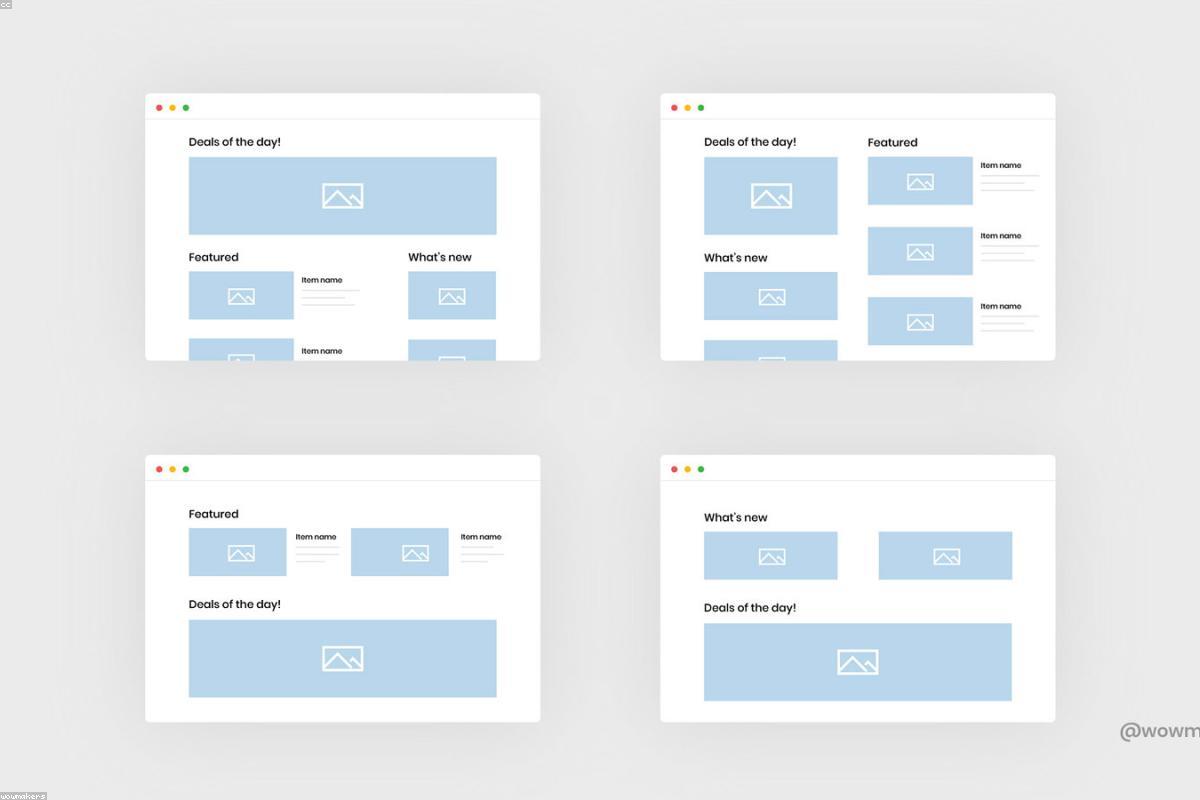 cc
Deals of the day!
Featured
What's new
Item name
Item name
Deals of the day!
Featured
Item name
What's new
Item name
Item name
Featured
Item name
Item name
Deals of the day!
What's new
Deals of the day!
@wowm
wowmakers